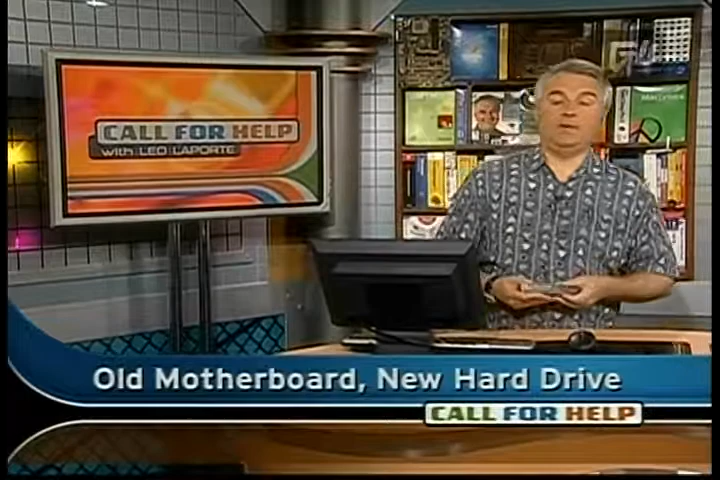 CALL FOR HELP
WITH LEO LAPORTE
Old Motherboard, New Hard Drive
CALL FOR HELP